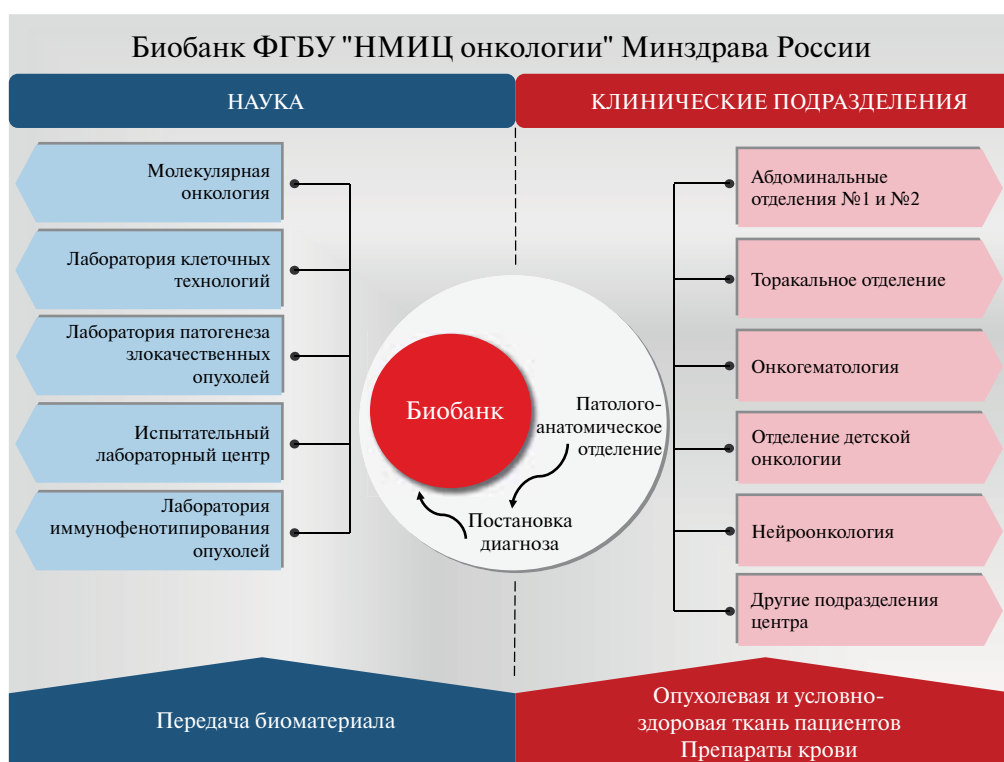 Биобанк ФГБУ "НМИЦ онкологии" Минздрава России
НАУКА
КЛИНИЧЕСКИЕ ПОДРАЗДЕЛЕНИЯ
Молекулярная
онкология
Лаборатория клеточных
технологий
Лаборатория патогенеза
злокачественных
опухолей
Испытательный
лабораторный центр
Лаборатория
иммунофенотипирования
опухолей
Биобанк
Патолого-
анатомическое
отделение
Постановка
диагноза
Абдоминальные
отделения №1 и №2
Торакальное отделение
Онкогематология
Отделение детской
онкологии
Нейроонкология
Другие подразделения
центра
Передача биоматериала
Опухолевая и условно-
здоровая ткань пациентов
Препараты крови